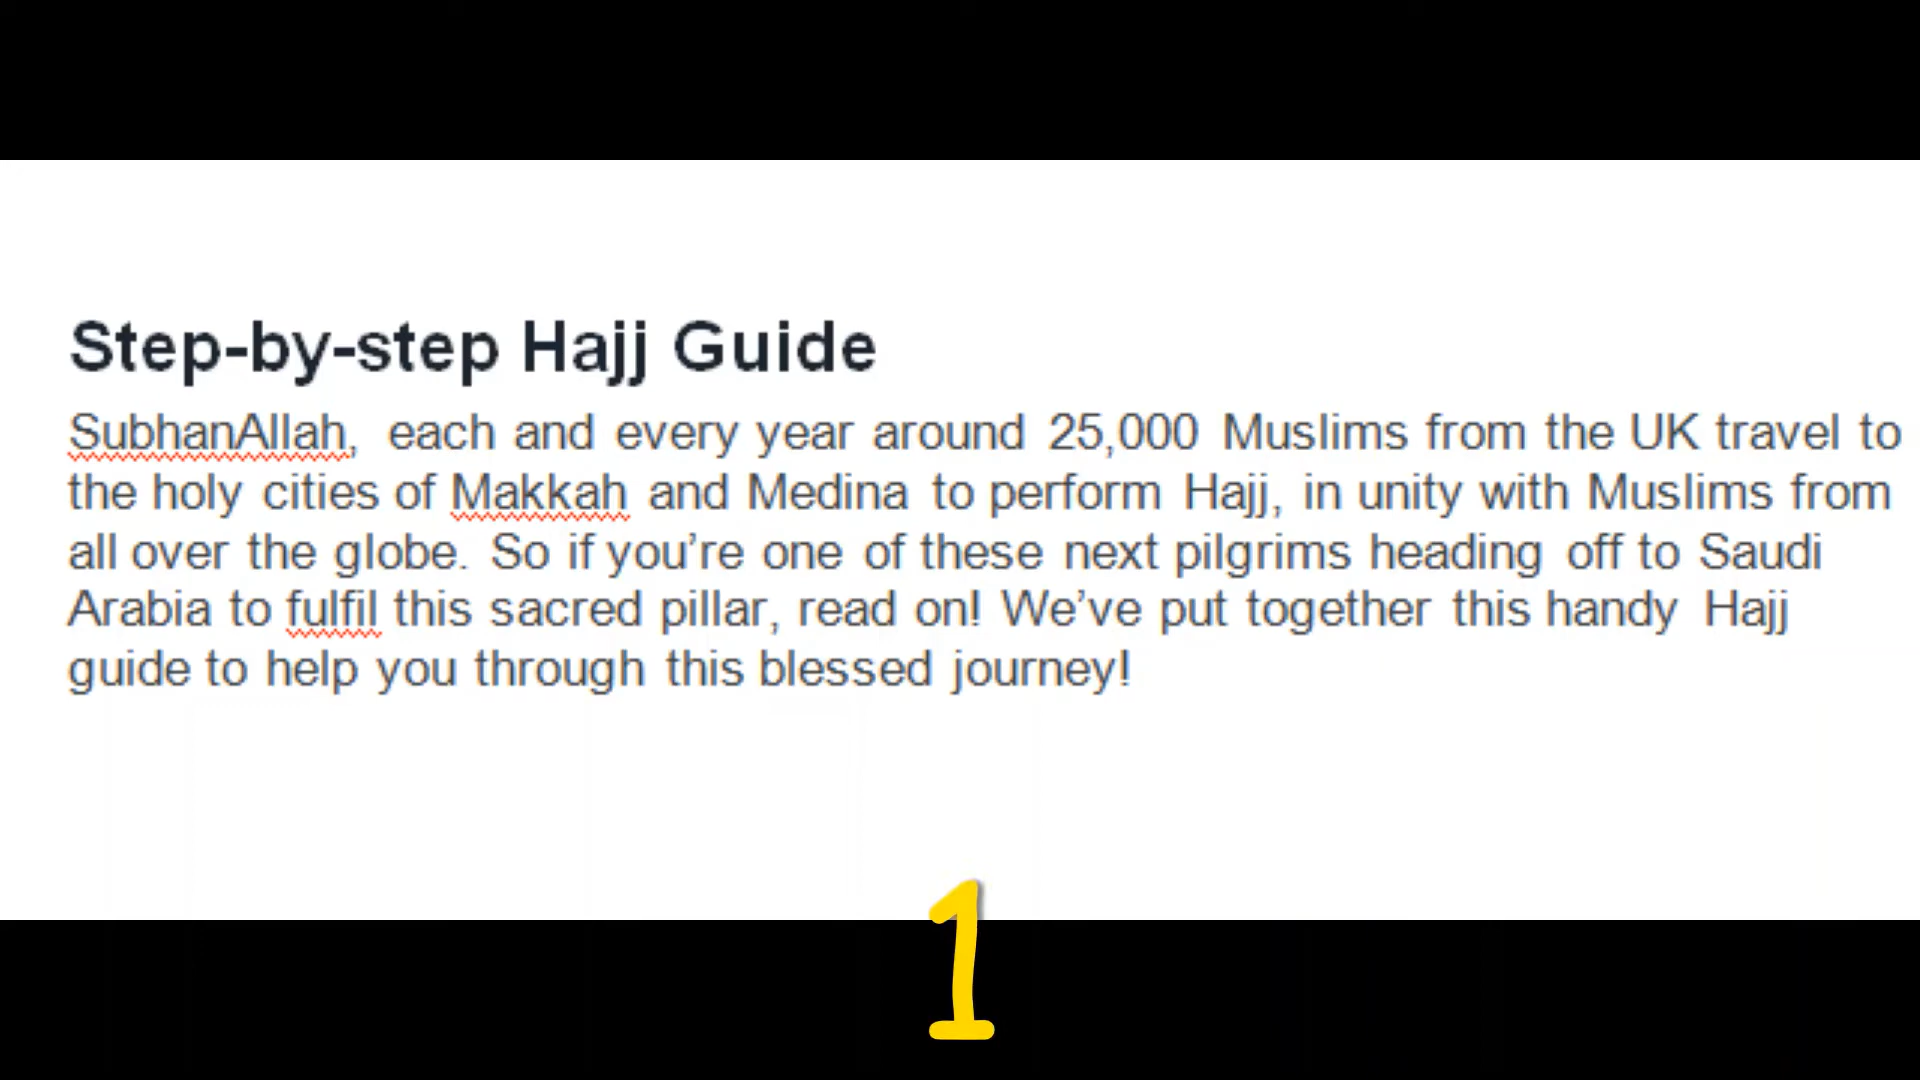 Step-by-step Hajj Guide
SubhanAllah, each and every year around 25,000 Muslims from the UK travel to
the holy cities of Makkah and Medina to perform Hajj, in unity with Muslims from
all over the globe. So if you’re one of these next pilgrims heading off to Saudi
Arabia to fulfil this sacred pillar, read on! We’ve put together this handy Hajj
guide to help you through this blessed journey!
1